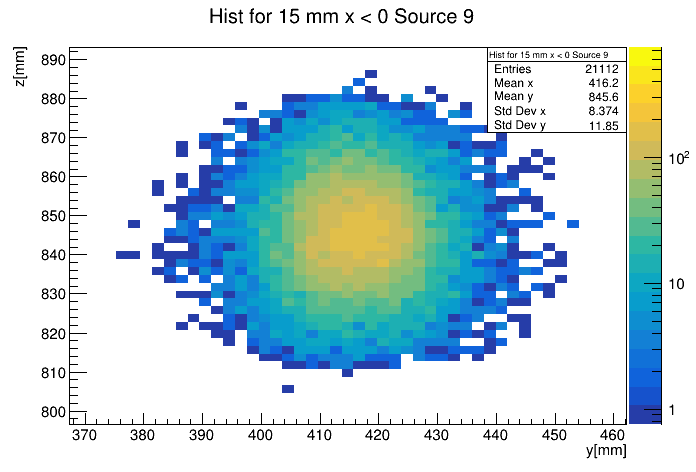 Hist for 15 mm x < 0 Source 9
z[mm]
890
880
870
860
850
840
830
820
810
800
Hist for 15 mm x < 0 Source 9
Entries 21112
Mean x 416.2
Mean y 845.6
Std Dev x 8.374
Std Dev y 11.85
10²
10
1
370 380 390 400 410 420 430 440 450 460
y[mm]